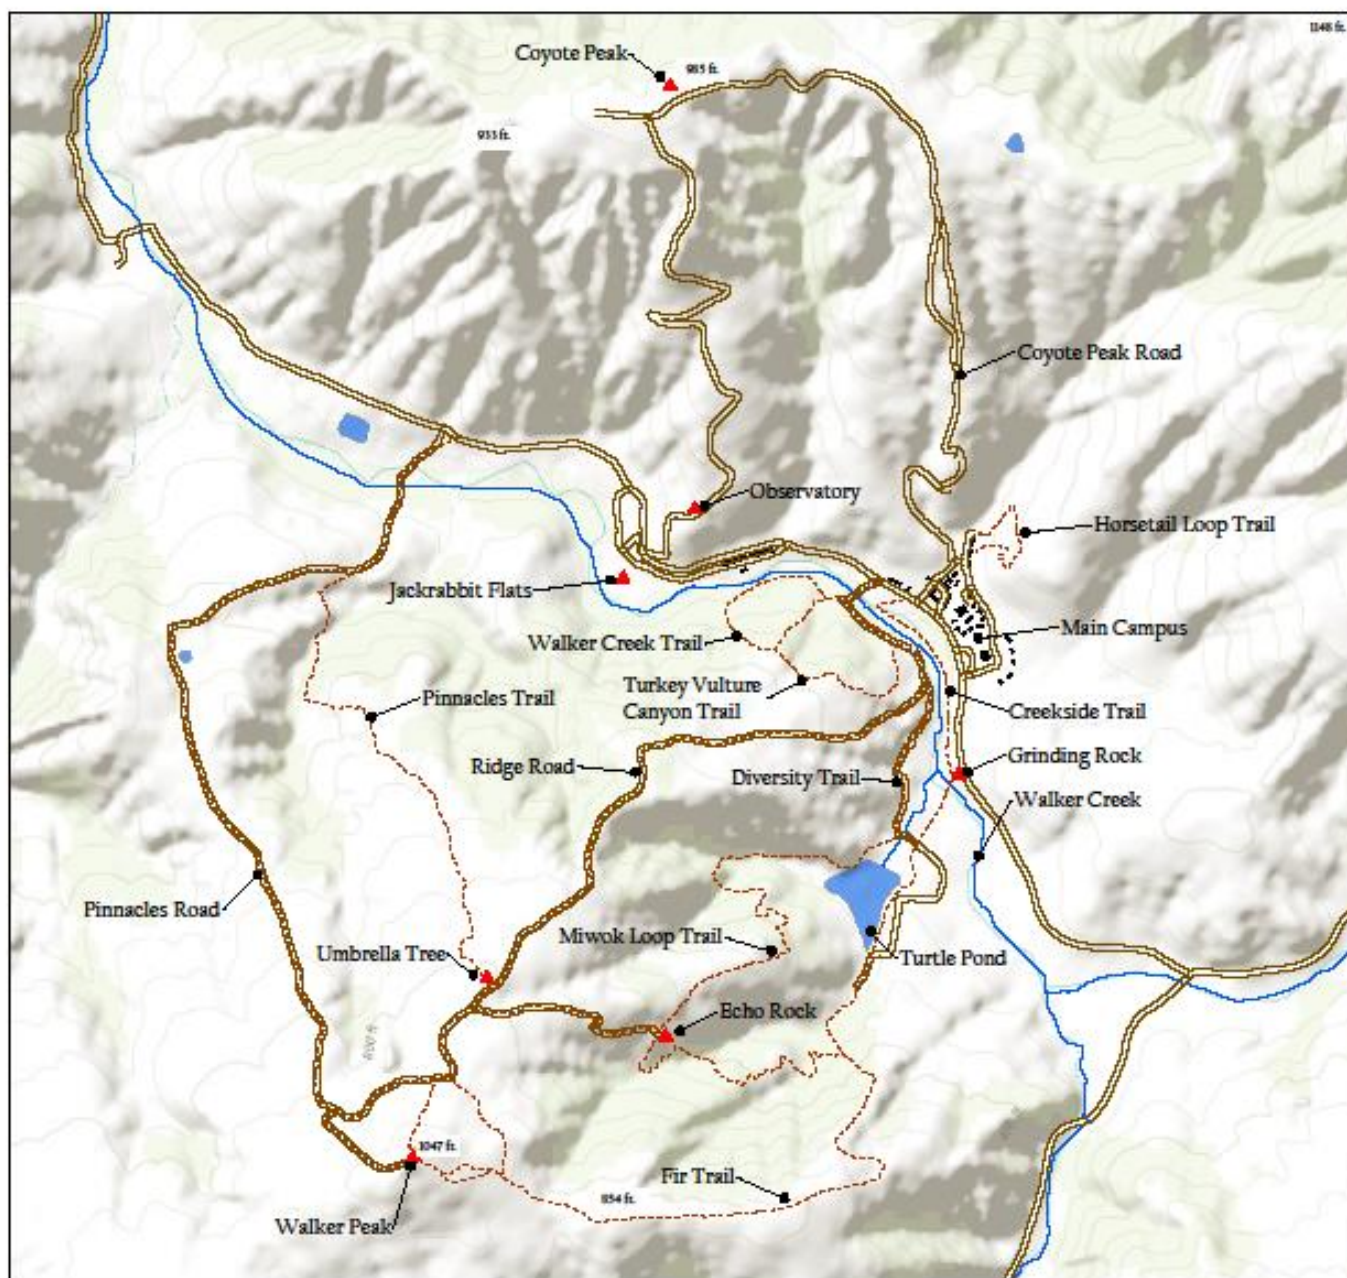 1148 ft.
Coyote Peak
985 ft.
933 ft.
Coyote Peak Road
Observatory
Horsetail Loop Trail
Jackrabbit Flats
Main Campus
Walker Creek Trail
Turkey Vulture
Canyon Trail
Pinnacles Trail
Creekside Trail
Grinding Rock
Ridge Road
Diversity Trail
Walker Creek
Pinnacles Road
Miwok Loop Trail
Umbrella Tree
Turtle Pond
Echo Rock
800 ft
1047 ft.
Fir Trail
854 ft.
Walker Peak